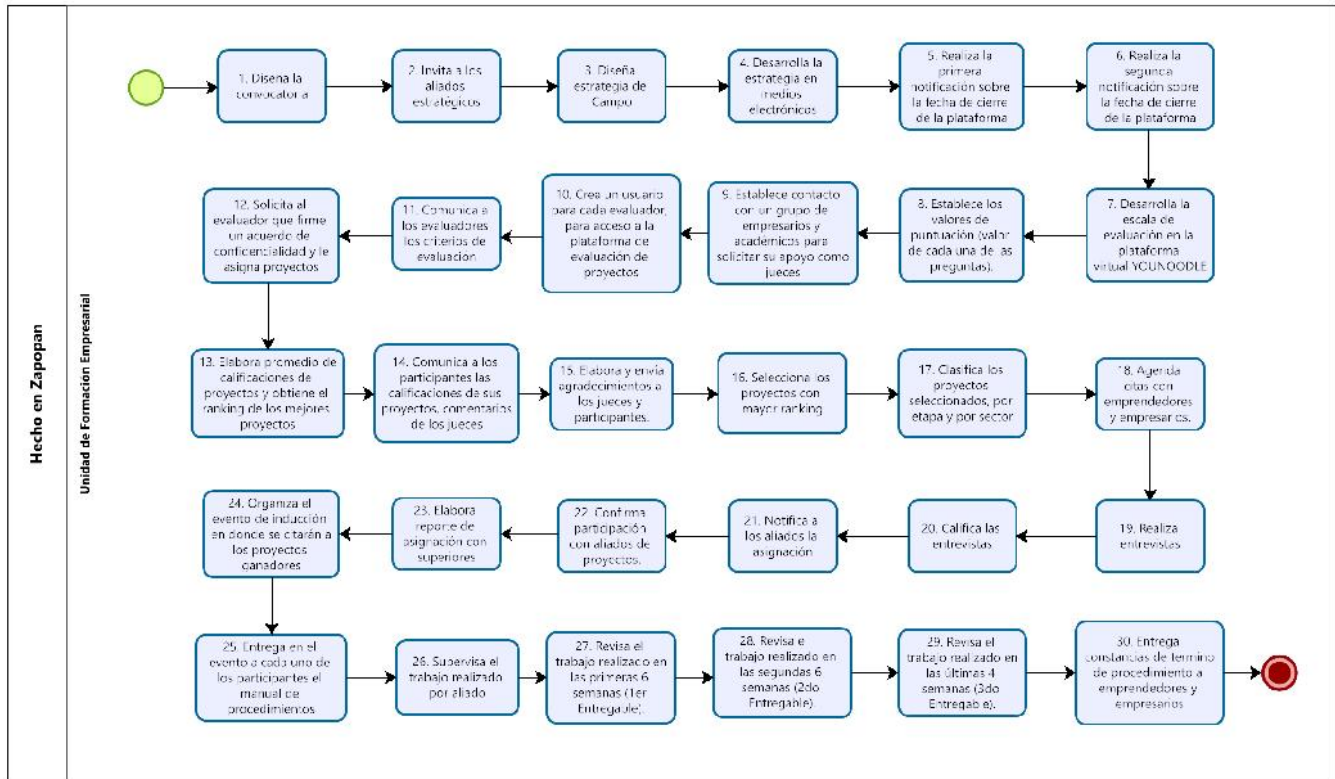 Hecho en Zapopan
Unidad de Formación Empresarial
1. Diseña la
convocatoria
2. Invita a los
aliados
estratégicos
3. Diseña
estrategia de
Campo
4. Desarrolla la
estrategia en
medios
electrónicos
5. Realiza la
primera
notificación sobre
la fecha de cierre
de la plataforma
6. Realiza la
segunda
notificación sobre
la fecha de cierre
de la plataforma
7. Desarrolla la
escala de
evaluación en la
plataforma
virtual YOUNOODLE
8. Establece los
valores de
puntuación (valor
de cada una de las
preguntas).
9. Establece contacto
con un grupo de
empresarios y
académicos para
solicitar su apoyo como
jueces
10. Crea un usuario
para cada evaluador,
para acceso a la
plataforma de
evaluación de
proyectos
11. Comunica a
los evaluadores
los criterios de
evaluación
12. Solicita al
evaluador que firme
un acuerdo de
confidencialidad y le
asigna proyectos
13. Elabora promedio de
calificaciones de
proyectos y obtiene el
ranking de los mejores
proyectos
14. Comunica a los
participantes las
calificaciones de sus
proyectos, comentarios
de los jueces
15. Elabora y envía
agradecimientos a
los jueces y
participantes.
16. Selecciona los
proyectos con
mayor ranking
17. Clasifica los
proyectos
seleccionados, por
etapa y por sector
18. Agenda
citas con
emprendedores
y empresarios.
19. Realiza
entrevistas
20. Califica las
entrevistas
21. Notifica a
los aliados la
asignación
22. Confirma
participación
con aliados de
proyectos.
23. Elabora
reporte de
asignación con
superiores
24. Organiza el
evento de inducción
en donde se citarán a
los proyectos
ganadores
25. Entrega en el
evento a cada uno de
los participantes el
manual de
procedimientos
26. Supervisa el
trabajo realizado
por aliado
27. Revisa el
trabajo realizado en
las primeras 6
semanas (1er
Entregable).
28. Revisa e
trabajo realizado en
las segundas 6
semanas (2do
Entregable)
29. Revisa el
trabajo realizado en
las últimas 4
semanas (3do
Entregable).
30. Entrega
constancias de termino
de procedimiento a
emprendedores y
empresarios